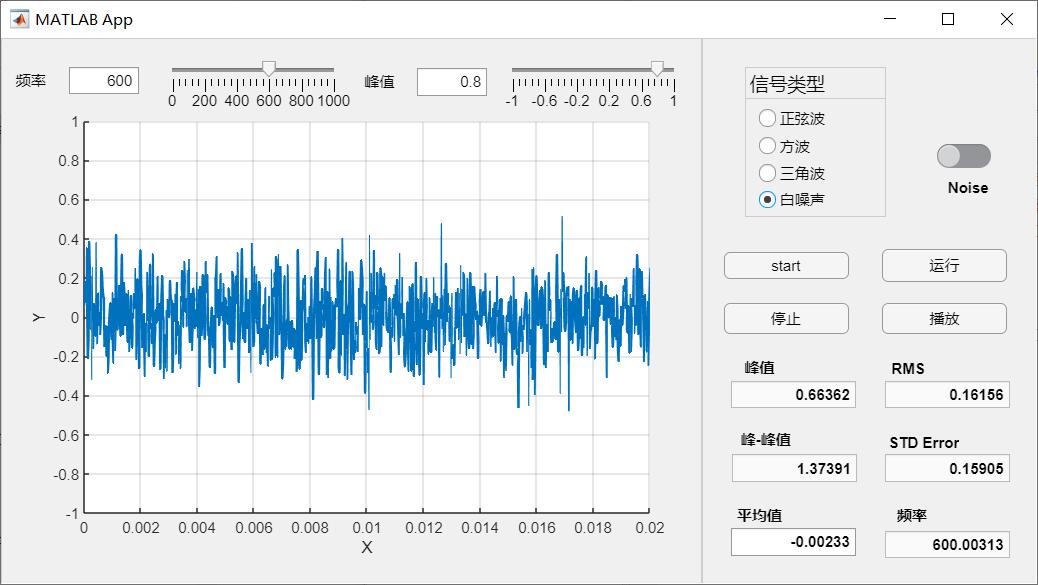 MATLAB App
频率 600
0 200 400 600 800 1000
峰值 0.8
-1 -0.6 -0.2 0.2 0.6 1
1
0.8
0.6
0.4
0.2
0
-0.2
-0.4
-0.6
-0.8
-1
Y
0 0.002 0.004 0.006 0.008 0.01 0.012 0.014 0.016 0.018 0.02
X
信号类型
正弦波
方波
三角波
白噪声
Noise
start 运行
停止 播放
峰值 RMS
0.66362 0.16156
峰-峰值 STD Error
1.37391 0.15905
平均值 频率
-0.00233 600.00313